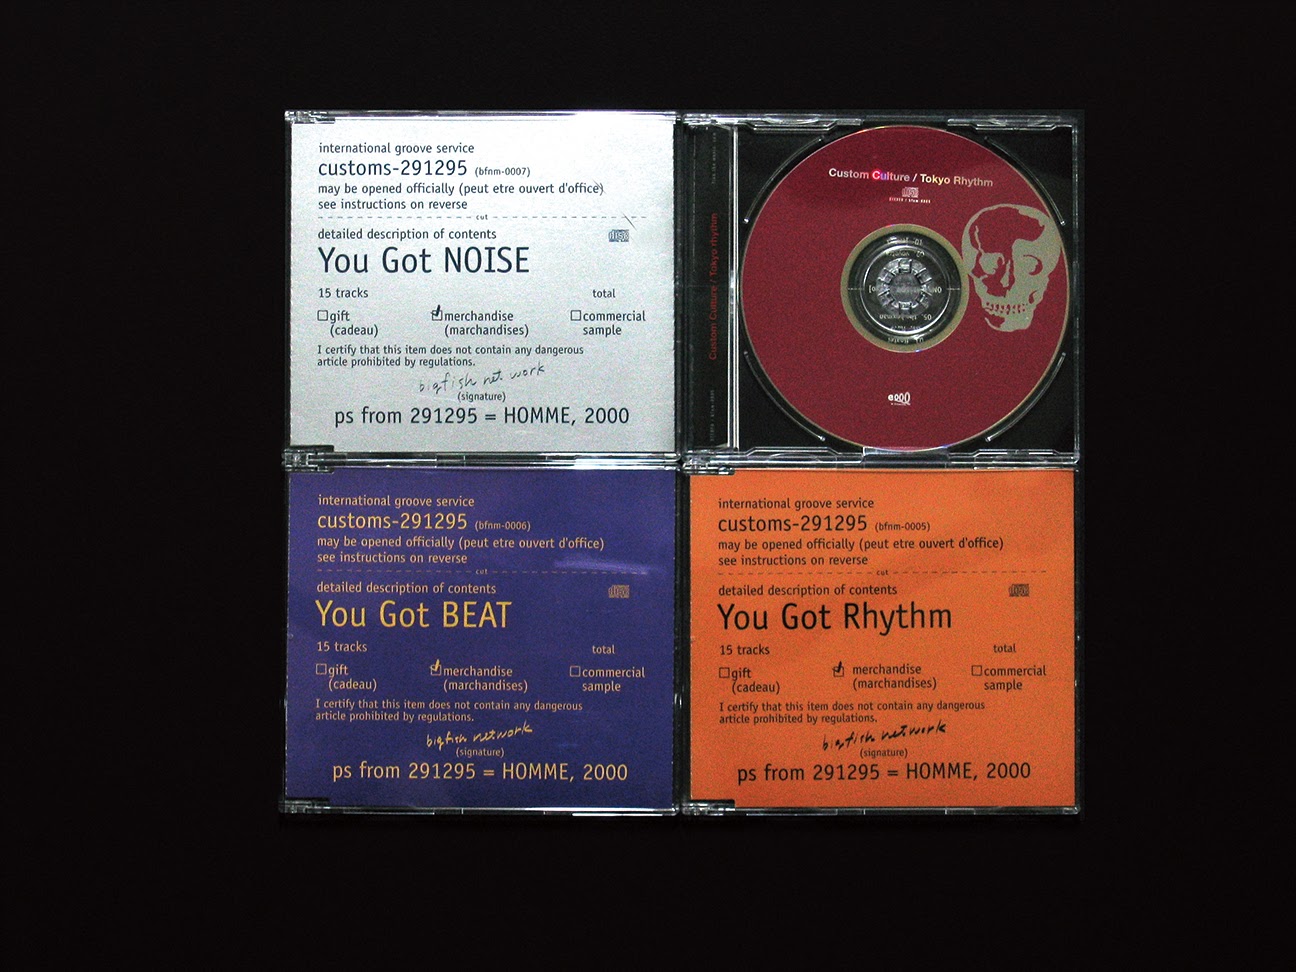 international groove service
customs-291295 (bfnm-0007)
may be opened officially (peut etre ouvert d'office)
see instructions on reverse
cut
detailed description of contents
You Got NOISE
15 tracks total
gift merchandise commercial
(cadeau) (marchandises) sample
I certify that this item does not contain any dangerous
article prohibited by regulations.
bigfish net work
(signature)
ps from 291295 = HOMME, 2000
Custom Culture / Tokyo rhythm
Custom Culture / Tokyo Rhythm
international groove service
customs-291295 (bfnm-0006)
may be opened officially (peut etre ouvert d'office)
see instructions on reverse
cut
detailed description of contents
You Got BEAT
15 tracks total
gift merchandise commercial
(cadeau) (marchandises) sample
I certify that this item does not contain any dangerous
article prohibited by regulations.
bigfish network
(signature)
ps from 291295 = HOMME, 2000
international groove service
customs-291295 (bfnm-0005)
may be opened officially (peut etre ouvert d'office)
see instructions on reverse
cut
detailed description of contents
You Got Rhythm
15 tracks total
gift merchandise commercial
(cadeau) (marchandises) sample
I certify that this item does not contain any dangerous
article prohibited by regulations.
bigfish network
(signature)
ps from 291295 = HOMME, 2000